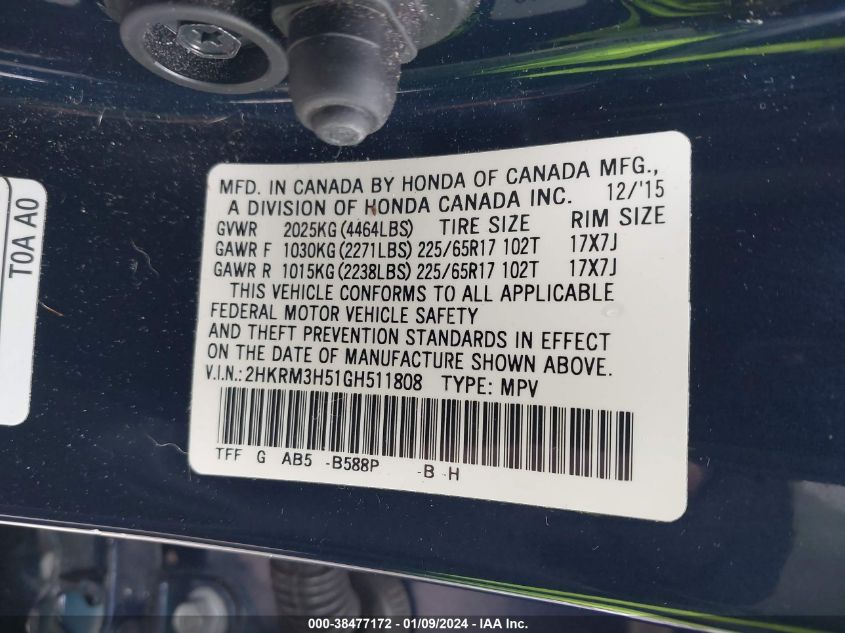 MFD. IN CANADA BY HONDA OF CANADA MFG.,
A DIVISION OF HONDA CANADA INC. 12/'15
GVWR 2025KG(4464LBS) TIRE SIZE RIM SIZE
GAWR F 1030KG(2271LBS) 225/65R17 102T 17X7J
GAWR R 1015KG(2238LBS) 225/65R17 102T 17X7J
THIS VEHICLE CONFORMS TO ALL APPLICABLE
FEDERAL MOTOR VEHICLE SAFETY
AND THEFT PREVENTION STANDARDS IN EFFECT
ON THE DATE OF MANUFACTURE SHOWN ABOVE.
V.I.N.:2HKRM3H51GH511808 TYPE: MPV
TFF G AB5 -B588P -B -H
T0A A0
000-38477172 - 01/09/2024 - IAA Inc.